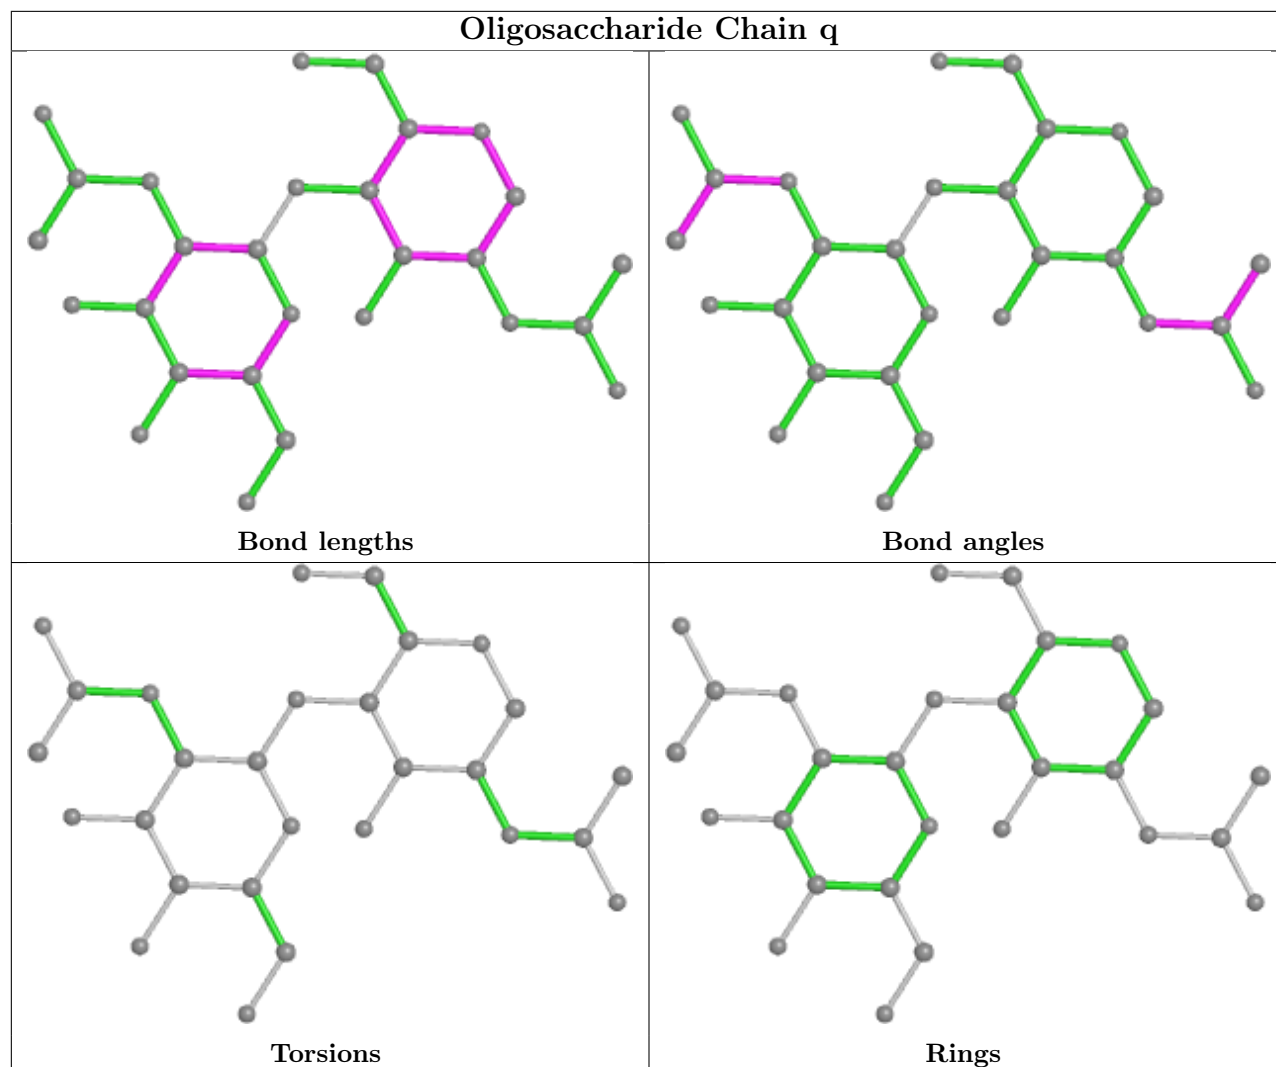 Oligosaccharide Chain q
Bond lengths
Bond angles
Torsions
Rings